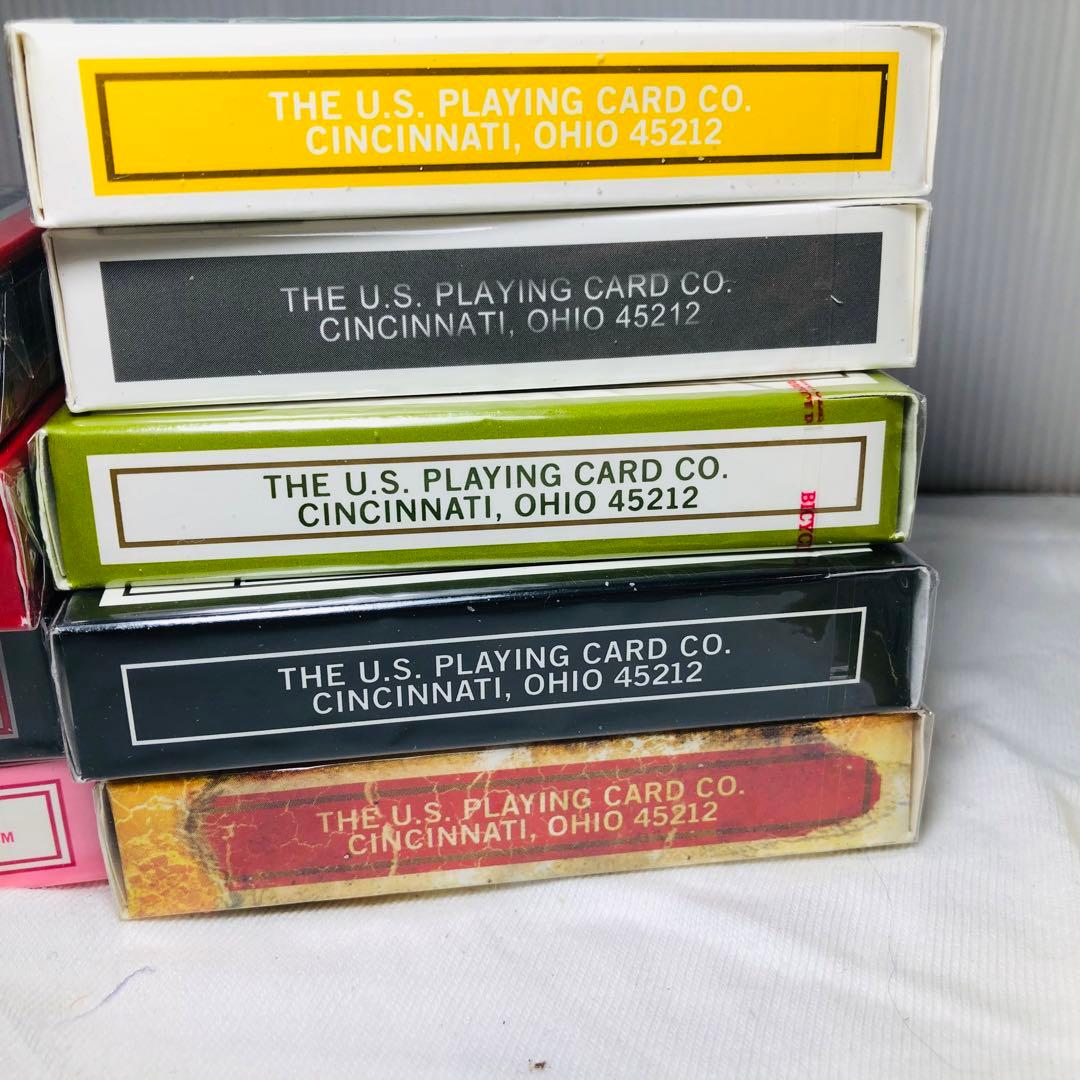 THE U.S. PLAYING CARD CO.
CINCINNATI, OHIO 45212
THE U.S. PLAYING CARD CO.
CINCINNATI, OHIO 45212
THE U.S. PLAYING CARD CO.
CINCINNATI, OHIO 45212
THE U.S. PLAYING CARD CO.
CINCINNATI, OHIO 45212
THE U.S. PLAYING CARD CO.
CINCINNATI, OHIO 45212